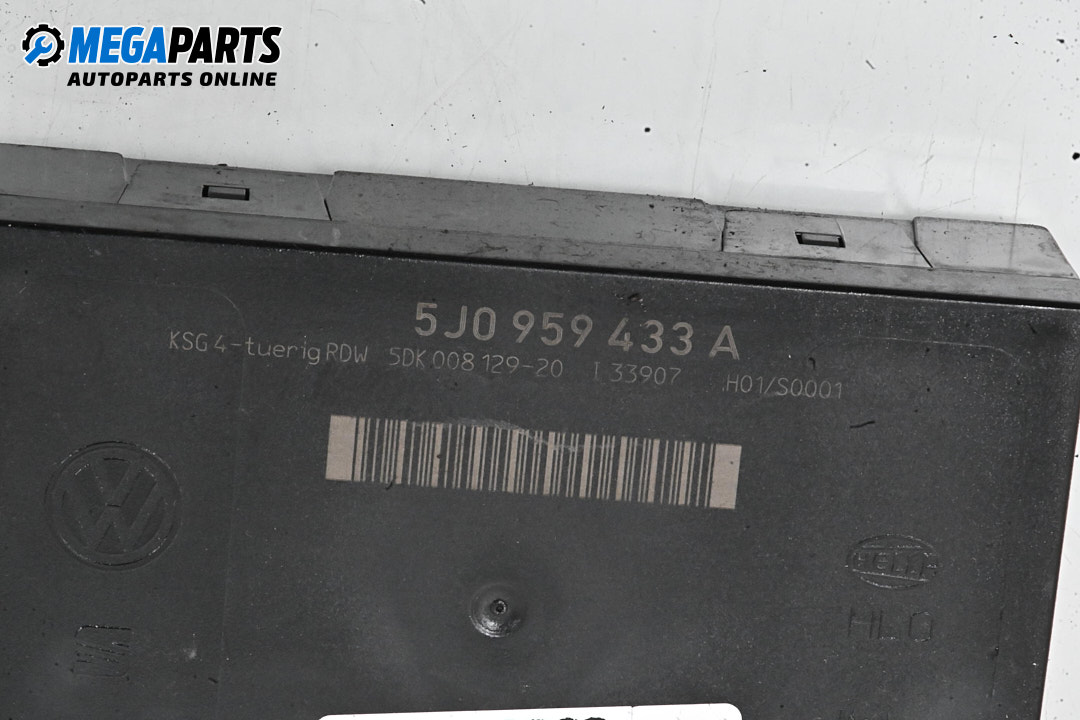 MEGAPARTS
AUTOPARTS ONLINE
5J0 959 433 A
KSG 4-tuerig RDW 5DK 008 129-20 I 33907 H01/S0001
HELLA